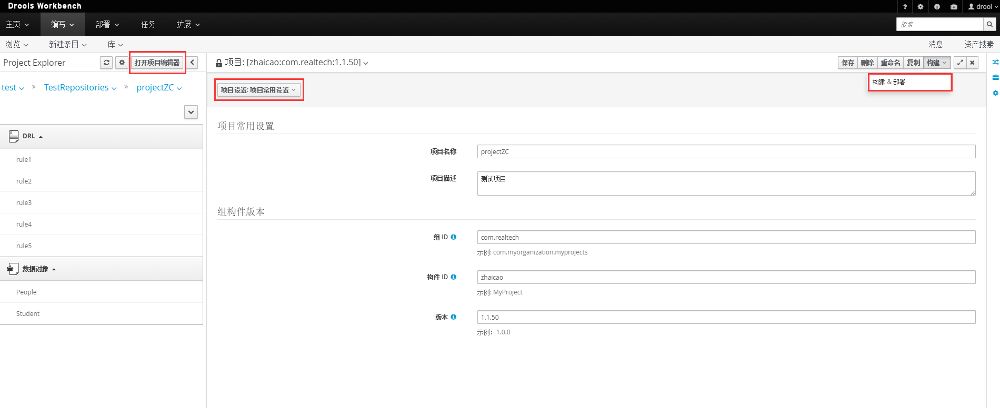 Drools Workbench
drool
主页 编写 部署 任务 扩展
搜索
浏览 新建条目 库 消息 资产搜素
Project Explorer 打开项目编辑器
test » TestRepositories » projectZC
DRL
rule1
rule2
rule3
rule4
rule5
数据对象
People
Student
项目: [zhaicao:com.realtech:1.1.50]
保存 删除 重命名 复制 构建
构建 & 部署
项目设置: 项目常用设置
项目常用设置
项目名称 projectZC
项目描述 测试项目
组构件版本
组 ID com.realtech
示例: com.myorganization.myprojects
构件 ID zhaicao
示例: MyProject
版本 1.1.50
示例：1.0.0